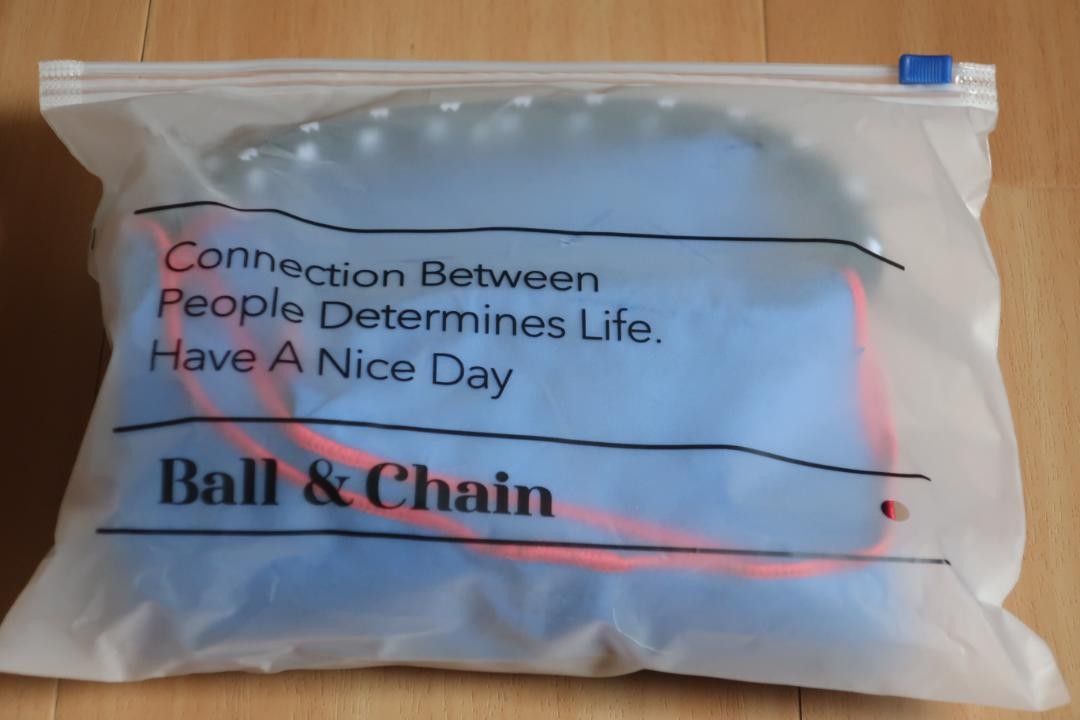 Connection Between
People Determines Life.
Have A Nice Day
Ball & Chain